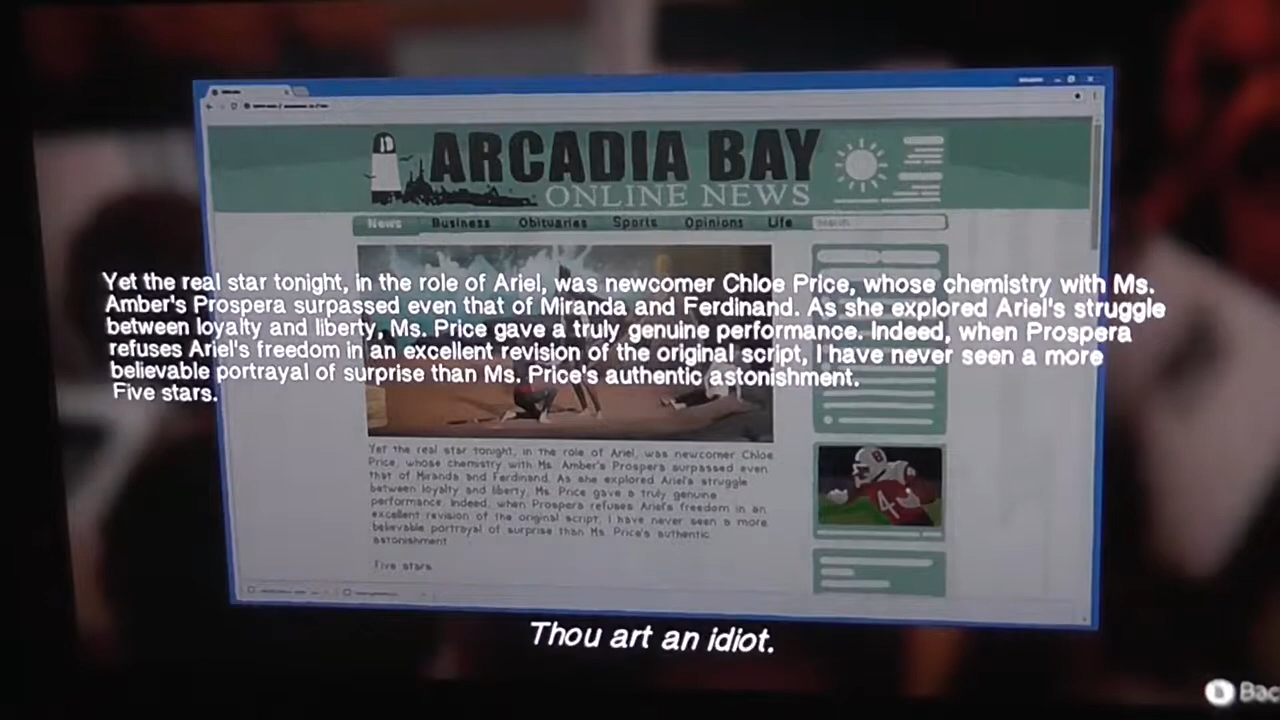 ARCADIA BAY
ONLINE NEWS
News Business Obituaries Sports Opinions Life Search
Yet the real star tonight, in the role of Ariel, was newcomer Chloe Price, whose chemistry with Ms.
Amber's Prospera surpassed even that of Miranda and Ferdinand. As she explored Ariel's struggle
between loyalty and liberty, Ms. Price gave a truly genuine performance. Indeed, when Prospera
refuses Ariel's freedom in an excellent revision of the original script, I have never seen a more
believable portrayal of surprise than Ms. Price's authentic astonishment.
Five stars.
Yet the real star tonight, in the role of Ariel, was newcomer Chloe
Price, whose chemistry with Ms. Amber's Prospera surpassed even
that of Miranda and Ferdinand. As she explored Ariel's struggle
between loyalty and liberty, Ms. Price gave a truly genuine
performance. Indeed, when Prospera refuses Ariel's freedom in an
excellent revision of the original script, I have never seen a more
believable portrayal of surprise than Ms. Price's authentic
astonishment.
Five stars.
Thou art an idiot.
B Bac